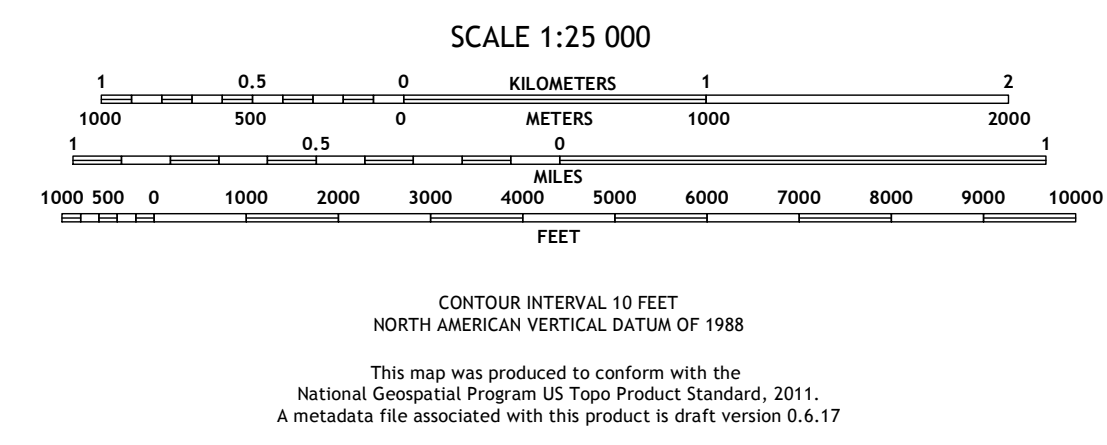 SCALE 1:25 000
1 0.5 0 KILOMETERS 1 2
1000 500 0 METERS 1000 2000
1 0.5 0 1
MILES
1000 500 0 1000 2000 3000 4000 5000 6000 7000 8000 9000 10000
FEET
CONTOUR INTERVAL 10 FEET
NORTH AMERICAN VERTICAL DATUM OF 1988
This map was produced to conform with the
National Geospatial Program US Topo Product Standard, 2011.
A metadata file associated with this product is draft version 0.6.17